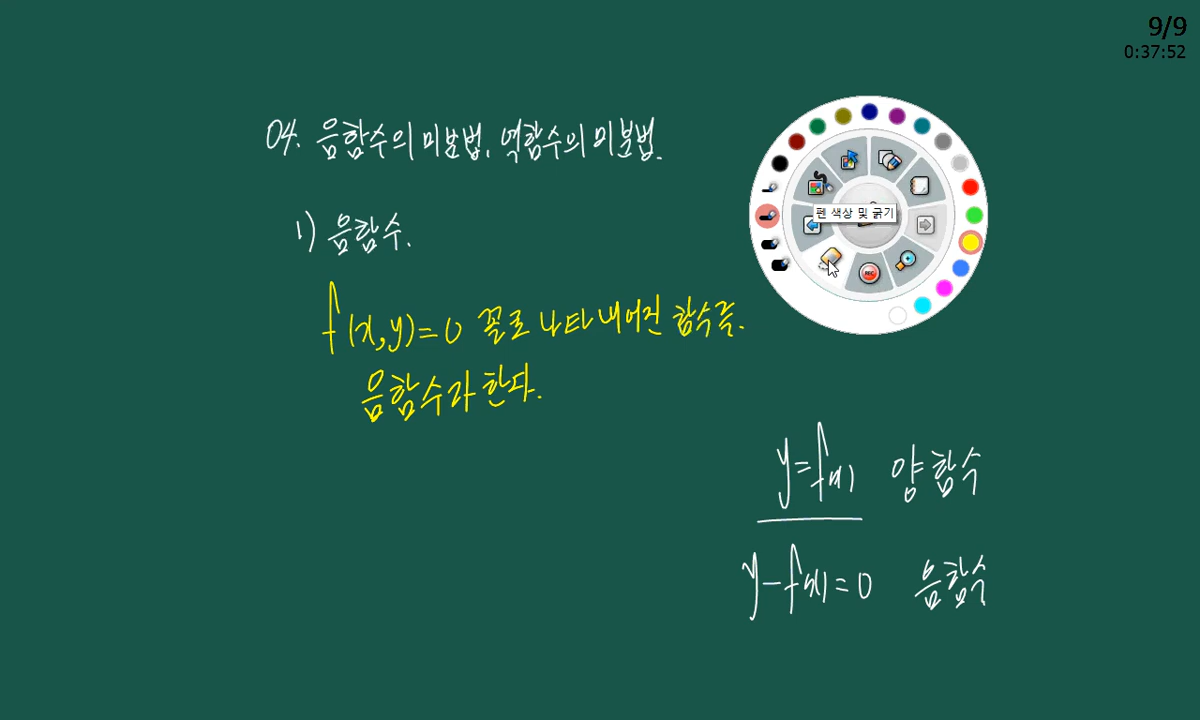 9/9
0:37:52
04. 음함수의 미분법, 역함수의 미분법.
1) 음함수.
펜 색상 및 굵기
REC
f(x,y)=0 꼴로 나타내어진 함수를.
음함수라 한다.
y=f(x) 양함수
y-f(x)=0 음함수